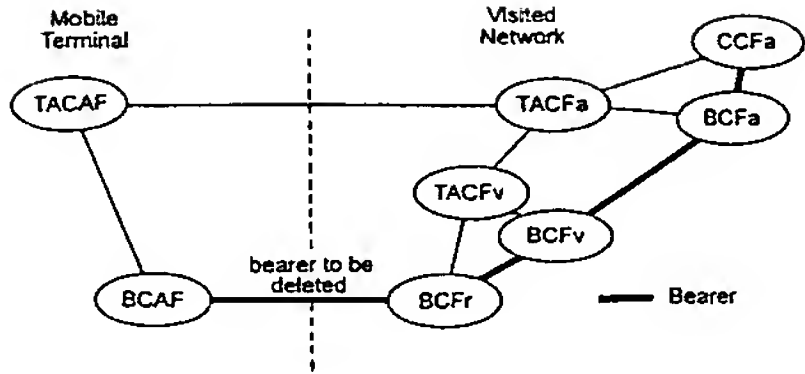 Mobile
Terminal
Visited
Network
CCFa
TACAF
TACFa
BCFa
TACFv
BCFv
bearer to be
deleted
BCAF
BCFr
Bearer